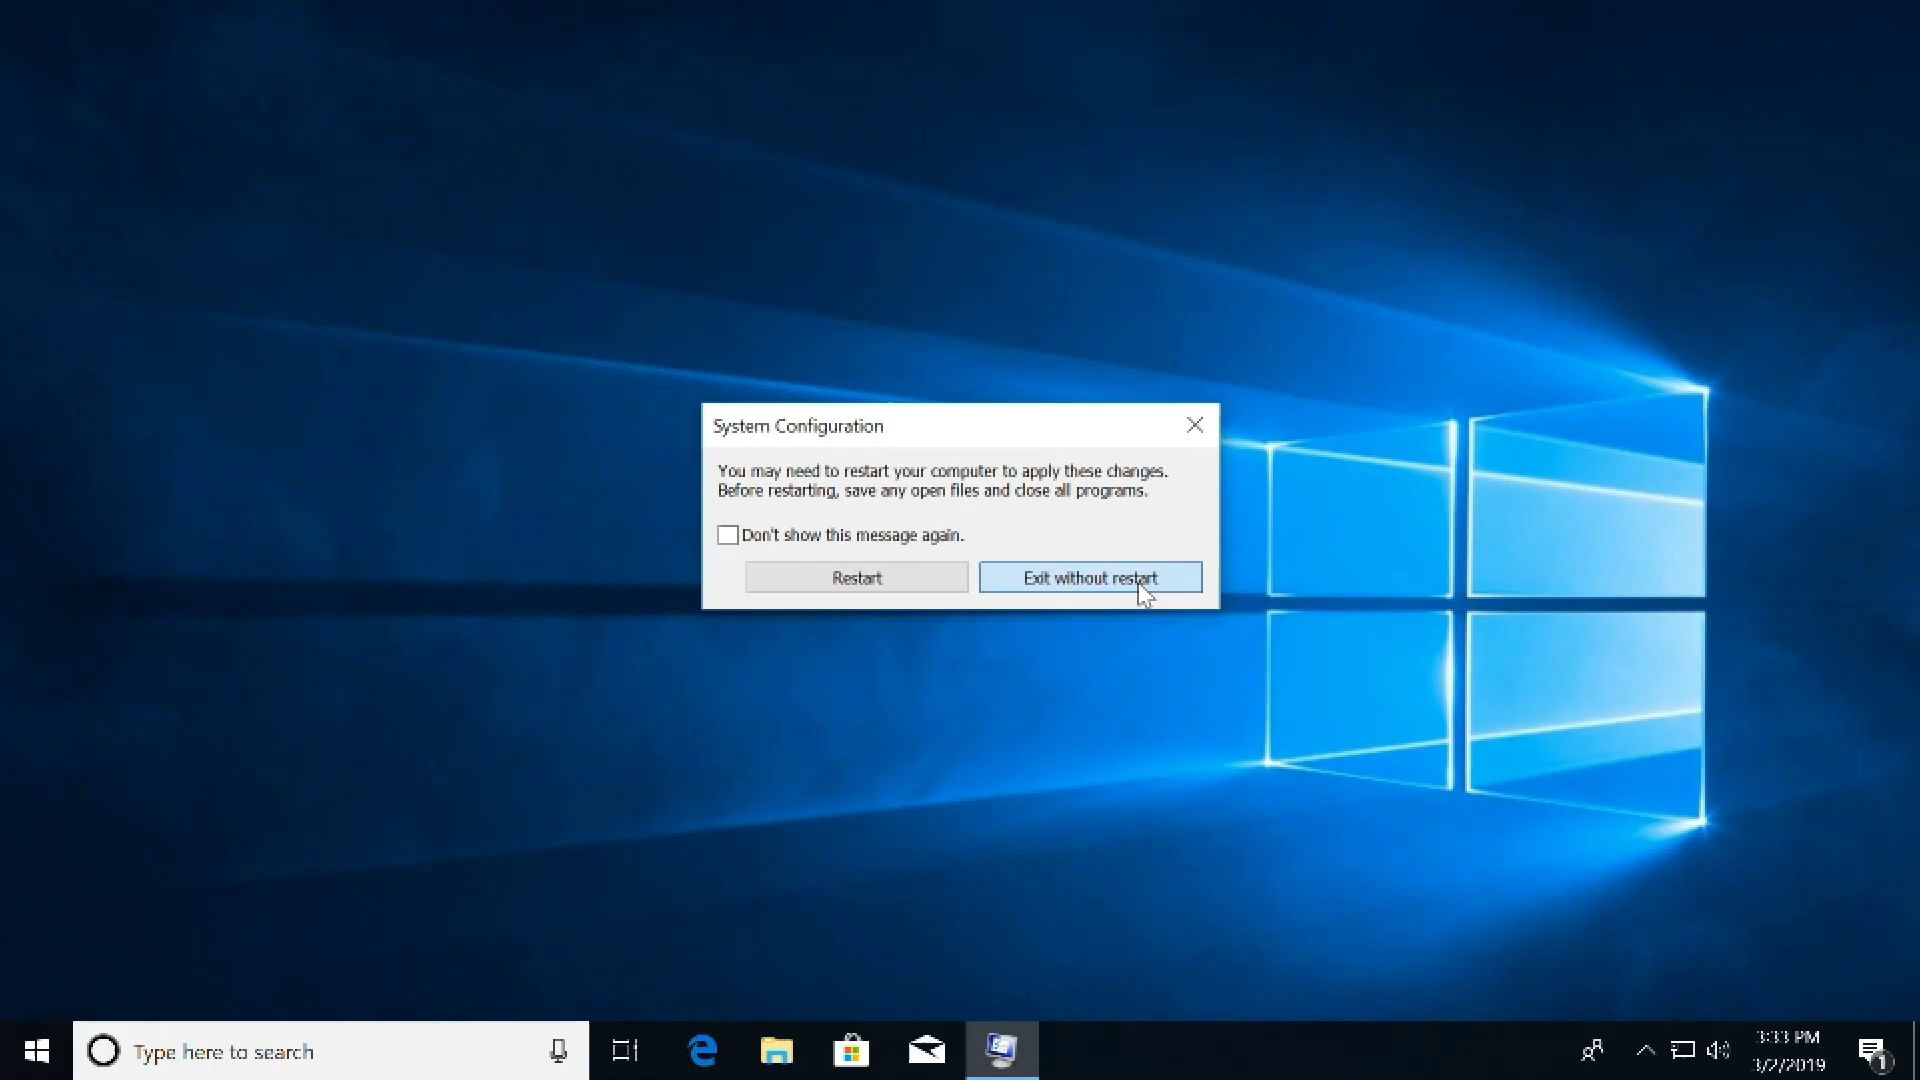 System Configuration
You may need to restart your computer to apply these changes.
Before restarting, save any open files and close all programs.
Don't show this message again.
Restart
Exit without restart
Type here to search
3:33 PM
3/2/2019
1